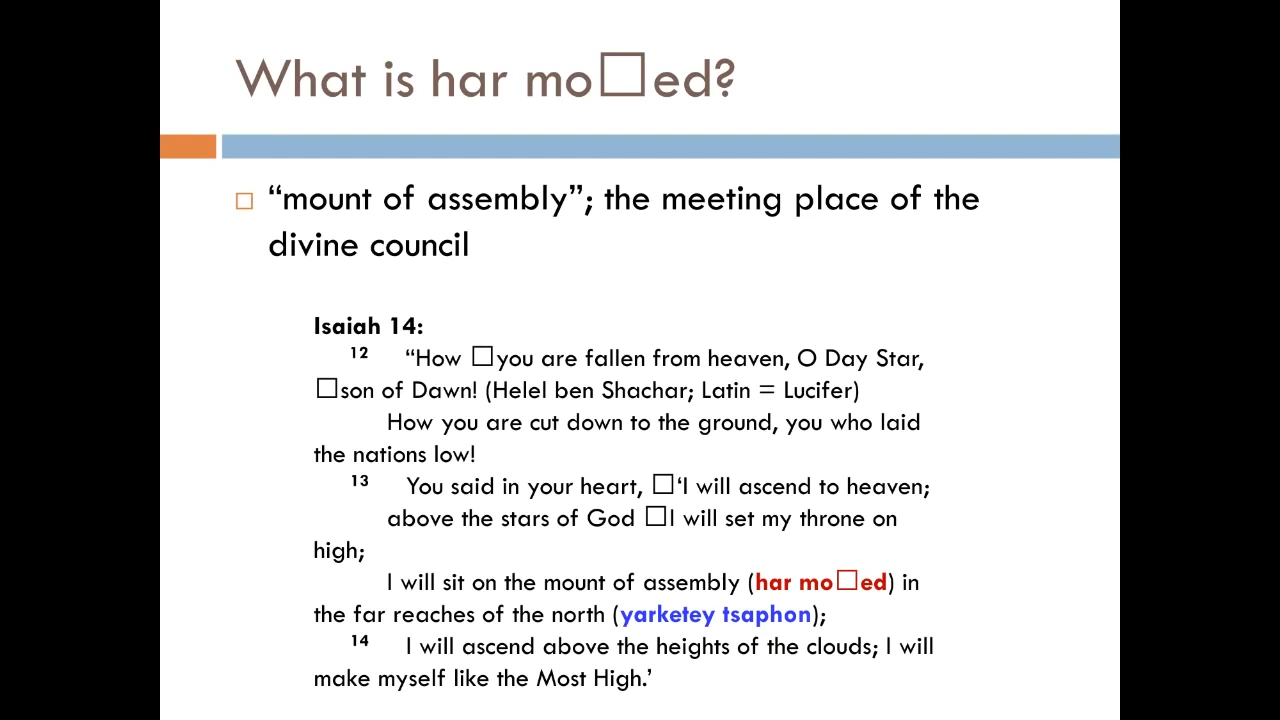 What is har mo□ed?
□ “mount of assembly”; the meeting place of the
divine council
Isaiah 14:
12 “How □you are fallen from heaven, O Day Star,
□son of Dawn! (Helel ben Shachar; Latin = Lucifer)
How you are cut down to the ground, you who laid
the nations low!
13 You said in your heart, □‘I will ascend to heaven;
above the stars of God □I will set my throne on
high;
I will sit on the mount of assembly (har mo□ed) in
the far reaches of the north (yarketey tsaphon);
14 I will ascend above the heights of the clouds; I will
make myself like the Most High.’